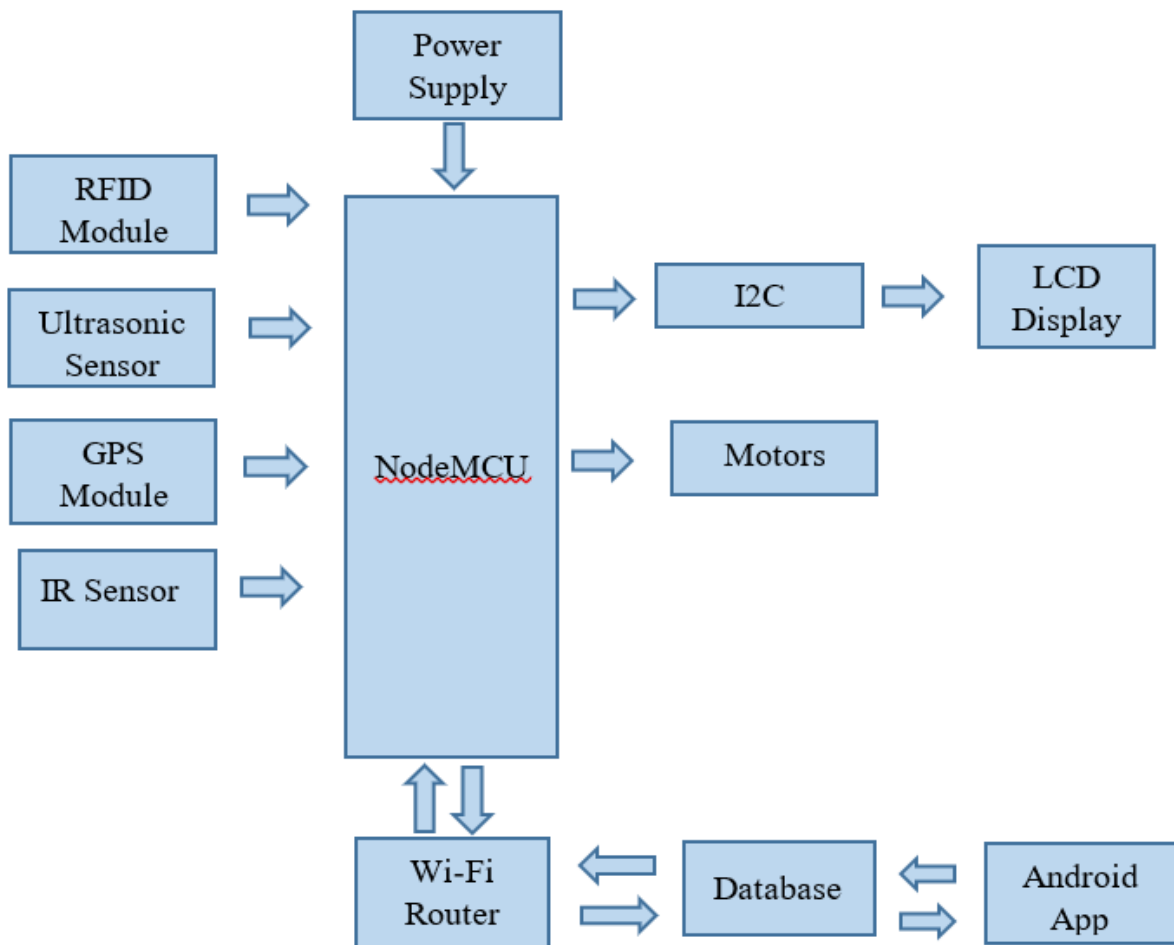 Power
Supply
RFID
Module
Ultrasonic
Sensor
GPS
Module
IR Sensor
NodeMCU
I2C
LCD
Display
Motors
Wi-Fi
Router
Database
Android
App